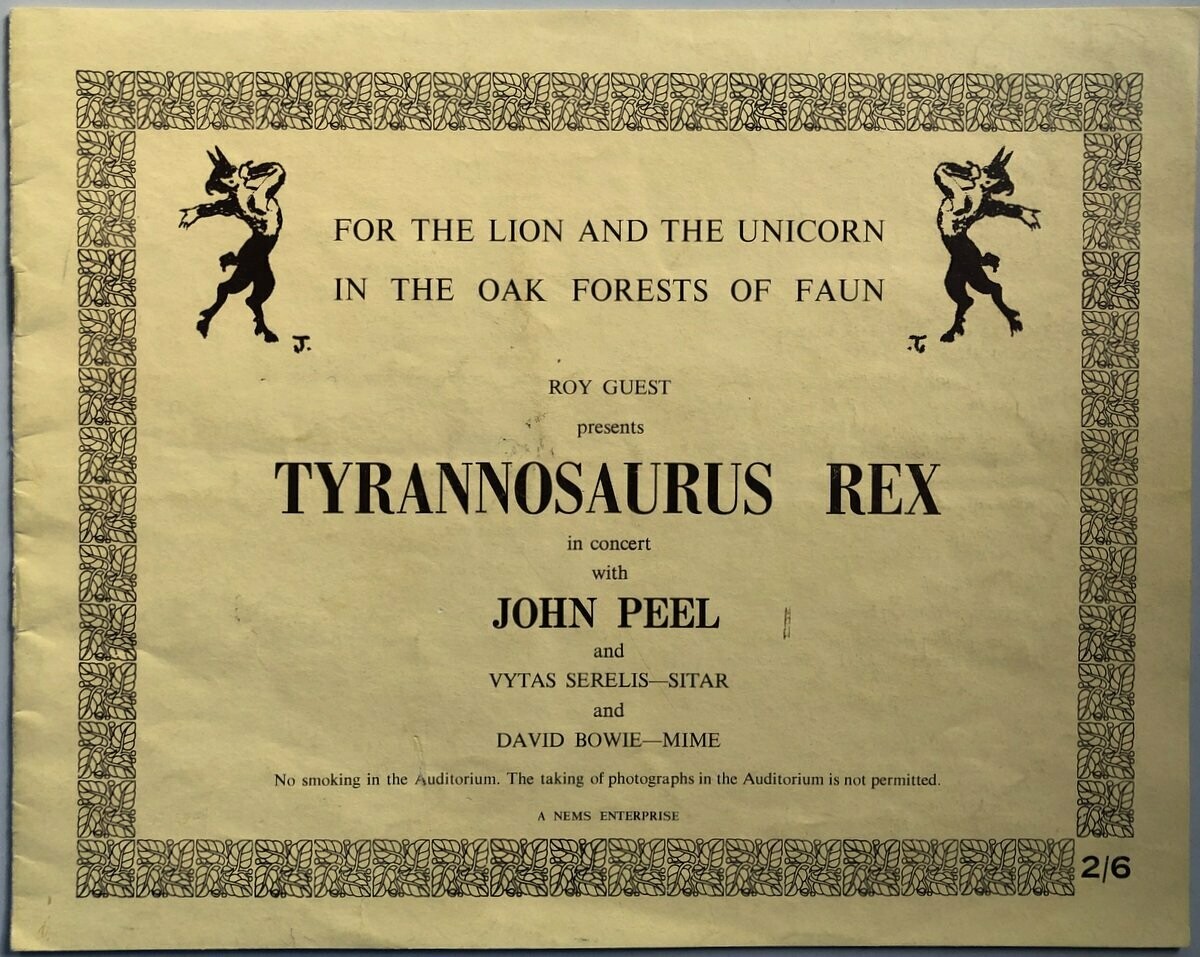 FOR THE LION AND THE UNICORN
IN THE OAK FORESTS OF FAUN
J.
J.
ROY GUEST
presents
TYRANNOSAURUS REX
in concert
with
JOHN PEEL
and
VYTAS SERELIS—SITAR
and
DAVID BOWIE—MIME
No smoking in the Auditorium. The taking of photographs in the Auditorium is not permitted.
A NEMS ENTERPRISE
2/6